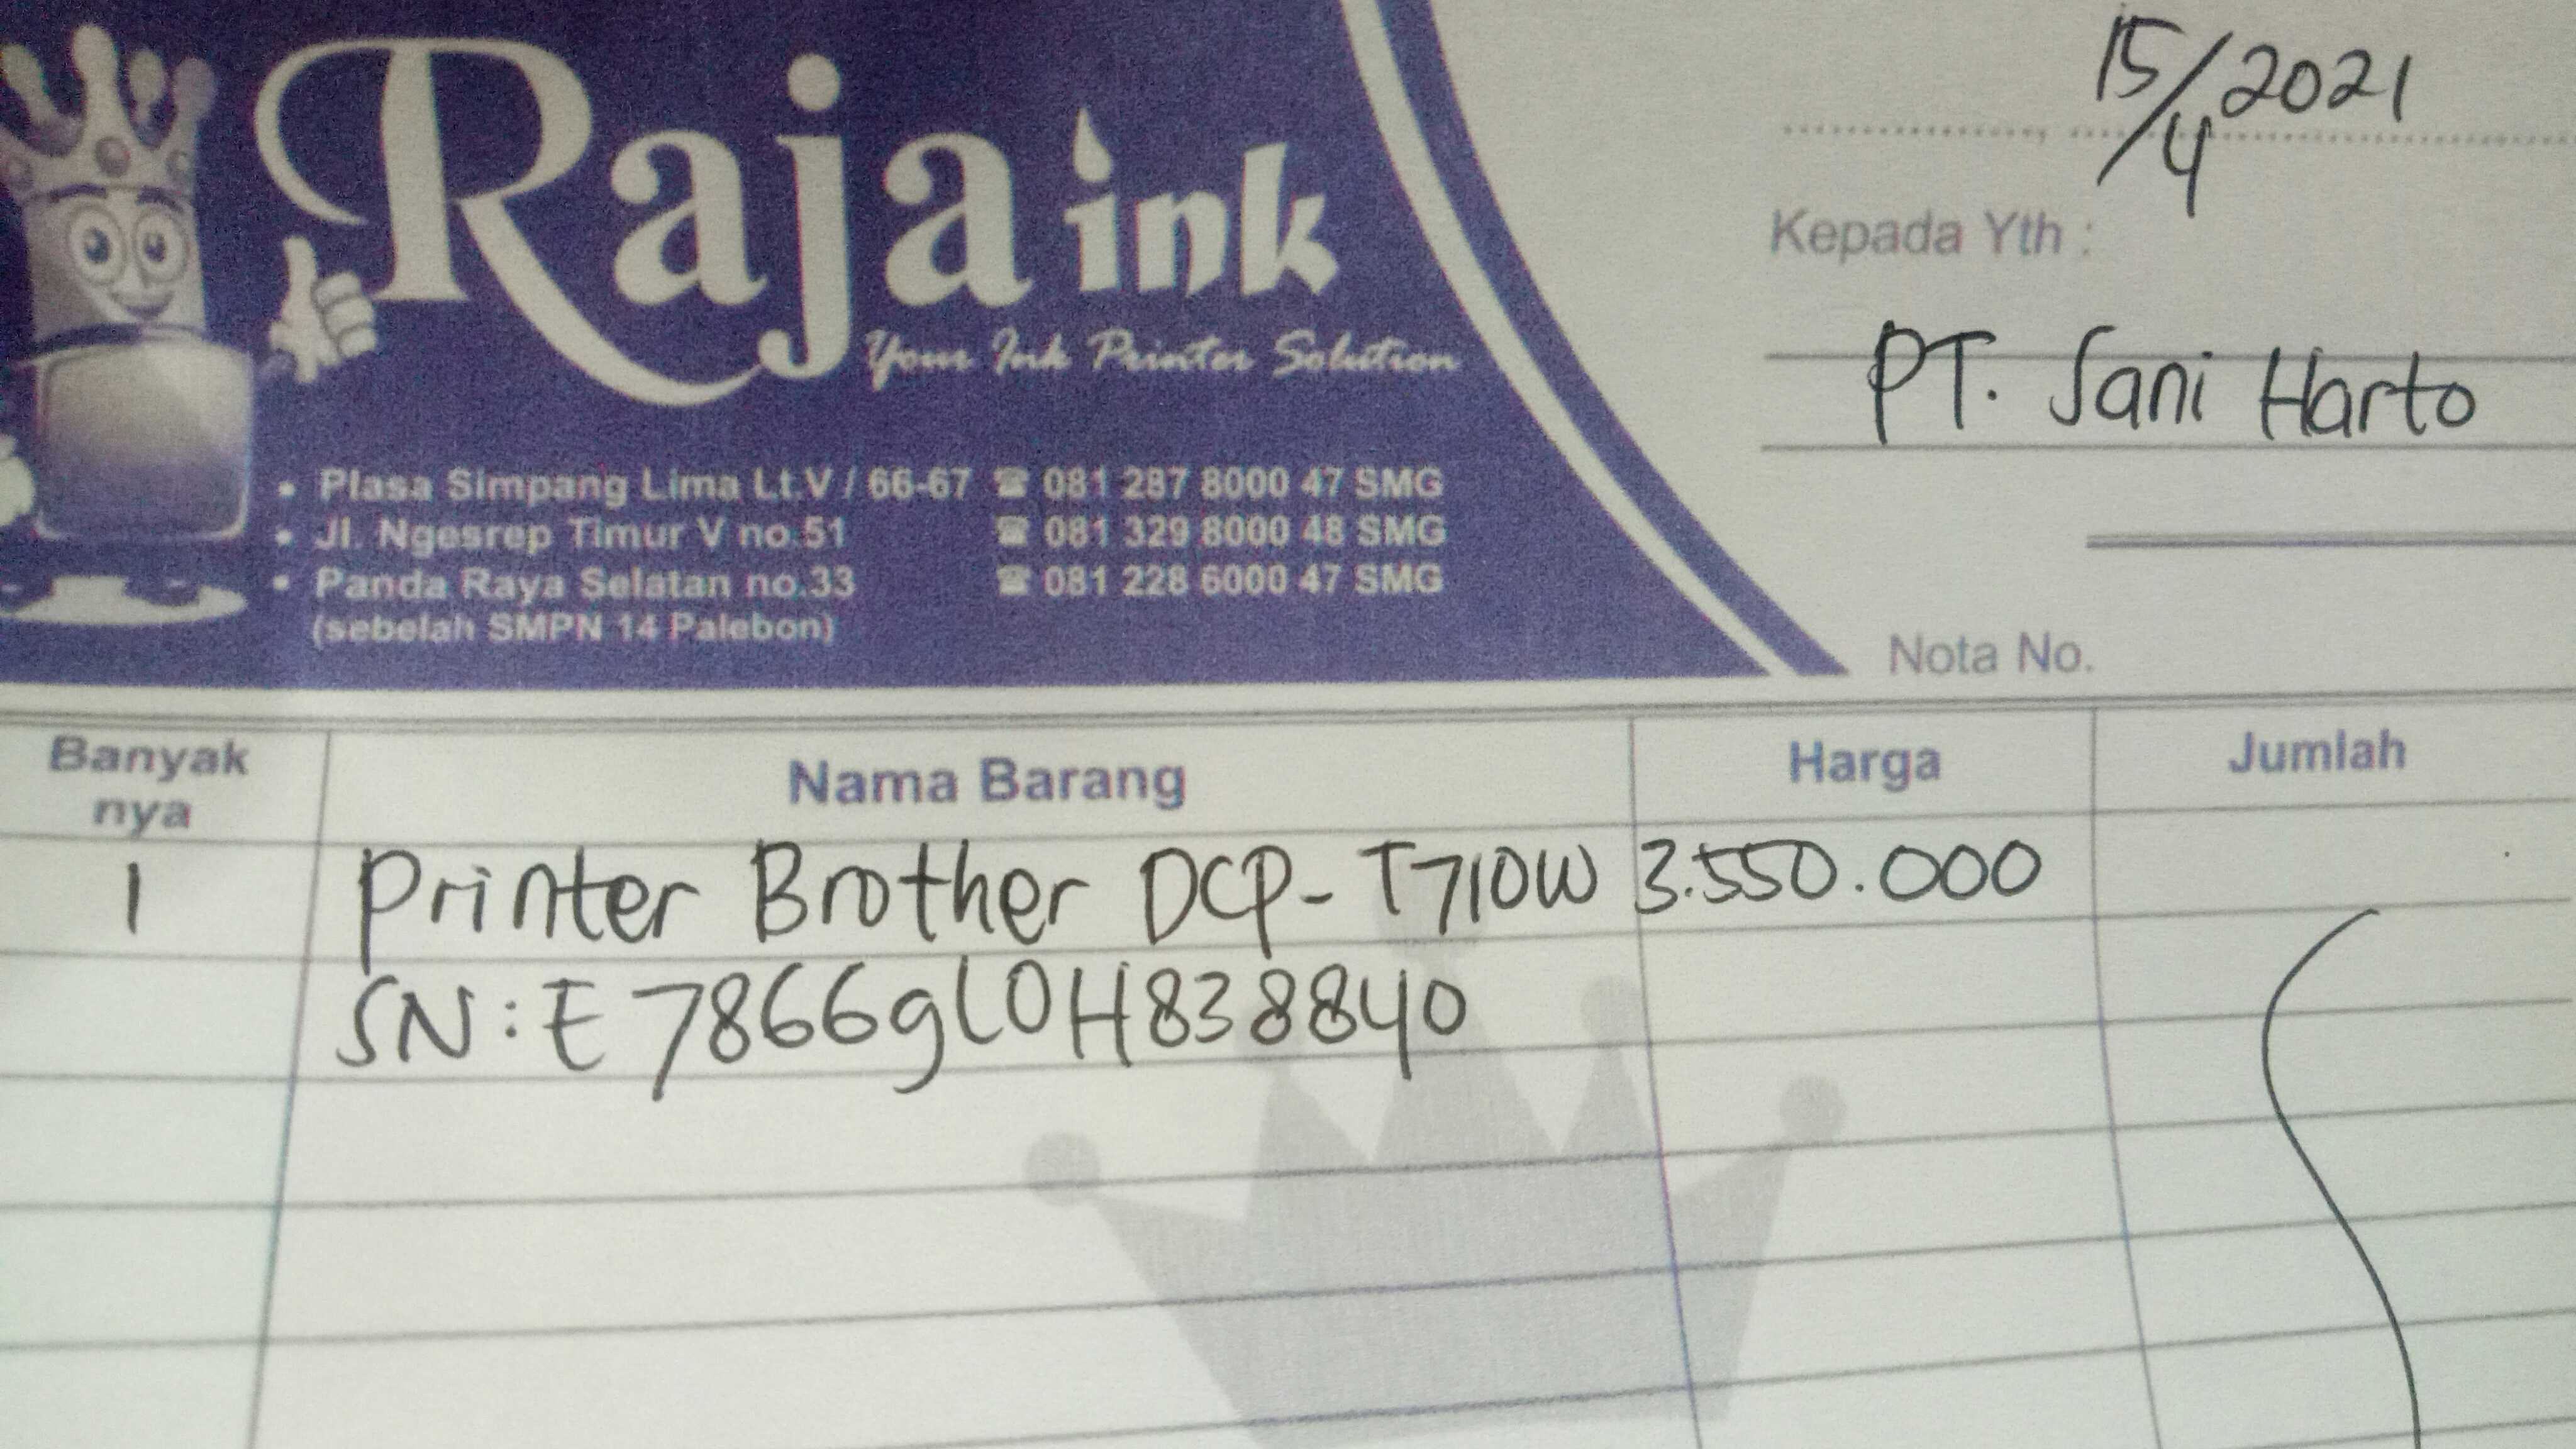 Raja ink
Your Ink Printer Solution
• Plasa Simpang Lima Lt.V / 66-67 ☎ 081 287 8000 47 SMG
• Jl. Ngesrep Timur V no.51 ☎ 081 329 8000 48 SMG
• Panda Raya Selatan no.33 ☎ 081 228 6000 47 SMG
(sebelah SMPN 14 Palebon)
15/4 2021
Kepada Yth :
PT. Sani Harto
Nota No.
Banyak nya Nama Barang Harga Jumlah
1 Printer Brother DCP-T710W 3.550.000
SN: E78669L0H838840